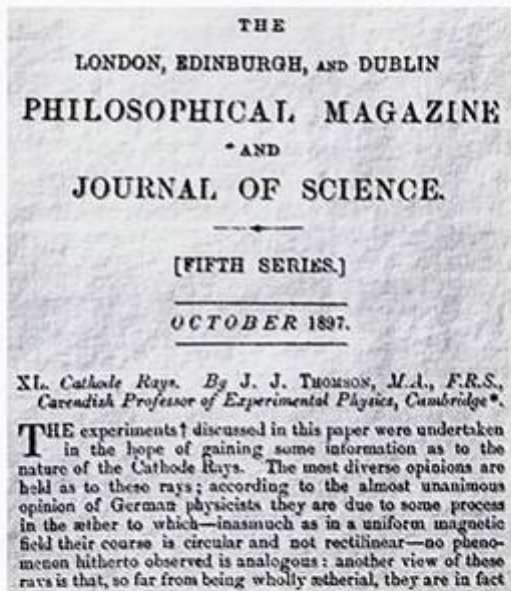 THE
LONDON, EDINBURGH, AND DUBLIN
PHILOSOPHICAL MAGAZINE
AND
JOURNAL OF SCIENCE.
[FIFTH SERIES.]
OCTOBER 1897.
XL. Cathode Rays. By J. J. THOMSON, M.A., F.R.S.,
Cavendish Professor of Experimental Physics, Cambridge*.
THE experiments† discussed in this paper were undertaken
in the hope of gaining some information as to the
nature of the Cathode Rays. The most diverse opinions are
held as to these rays; according to the almost unanimous
opinion of German physicists they are due to some process
in the æther to which—inasmuch as in a uniform magnetic
field their course is circular and not rectilinear—no pheno-
menon hitherto observed is analogous: another view of these
rays is that, so far from being wholly ætherial, they are in fact